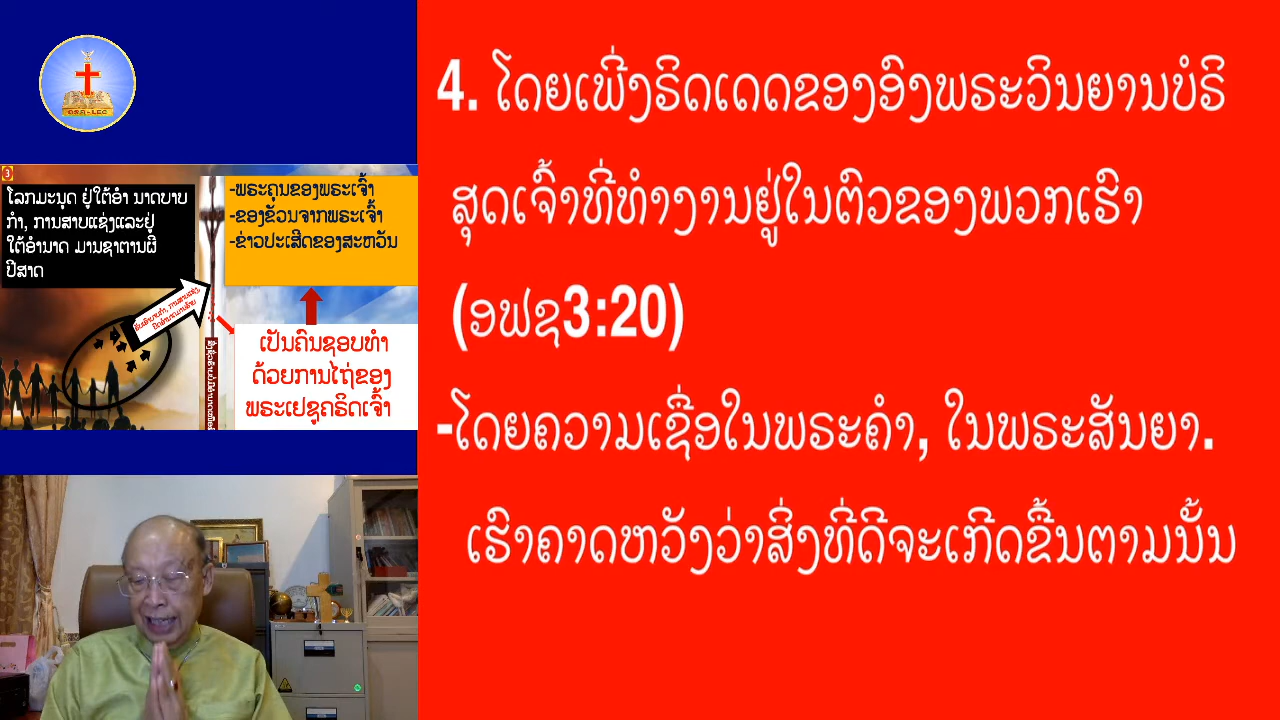 4. ໂດຍເພິ່ງຣິດເດດຂອງອົງພຣະວິນຍານບໍຣິ
ສຸດເຈົ້າທີ່ທຳງານຢູ່ໃນຕົວຂອງພວກເຮົາ
(ອຟຊ3:20)
-ໂດຍຄວາມເຊື່ອໃນພຣະຄຳ, ໃນພຣະສັນຍາ.
ເຮົາຄາດຫວັງວ່າສິ່ງທີ່ດີຈະເກີດຂຶ້ນຕາມນັ້ນ
3
ໂລກມະນຸດ ຢູ່ໃຕ້ອຳ ນາດບາບ
ກຳ, ການສາບແຊ່ງແລະຢູ່
ໃຕ້ອຳນາດ ມານຊາຕານຜີ
ປີສາດ
-ພຣະຄຸນຂອງພຣະເຈົ້າ
-ຂອງຂັວນຈາກພຣະເຈົ້າ
-ຂ່າວປະເສີດຂອງສະຫວັນ
ເປັນຄົນຊອບທຳ
ດ້ວຍການໄຖ່ຂອງ
ພຣະເຢຊູຄຣິດເຈົ້າ